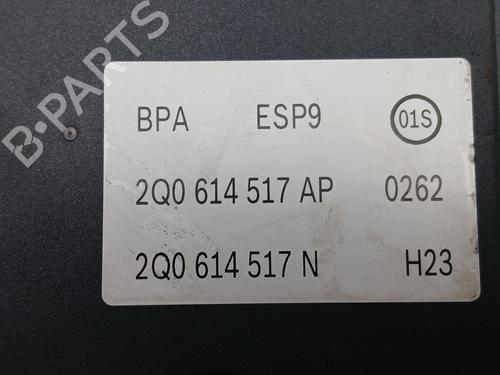 B-PARTS
BPA ESP9 01S
2Q0 614 517 AP 0262
2Q0 614 517 N H23